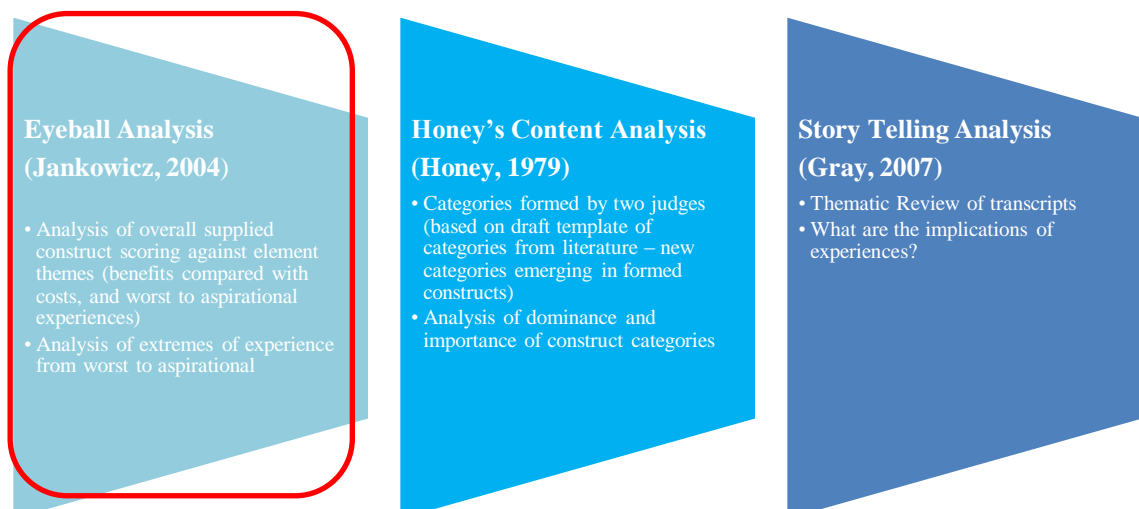 Eyeball Analysis
(Jankowicz, 2004)
• Analysis of overall supplied
construct scoring against element
themes (benefits compared with
costs, and worst to aspirational
experiences)
• Analysis of extremes of experience
from worst to aspirational
Honey’s Content Analysis
(Honey, 1979)
• Categories formed by two judges
(based on draft template of
categories from literature – new
categories emerging in formed
constructs)
• Analysis of dominance and
importance of construct categories
Story Telling Analysis
(Gray, 2007)
• Thematic Review of transcripts
• What are the implications of
experiences?